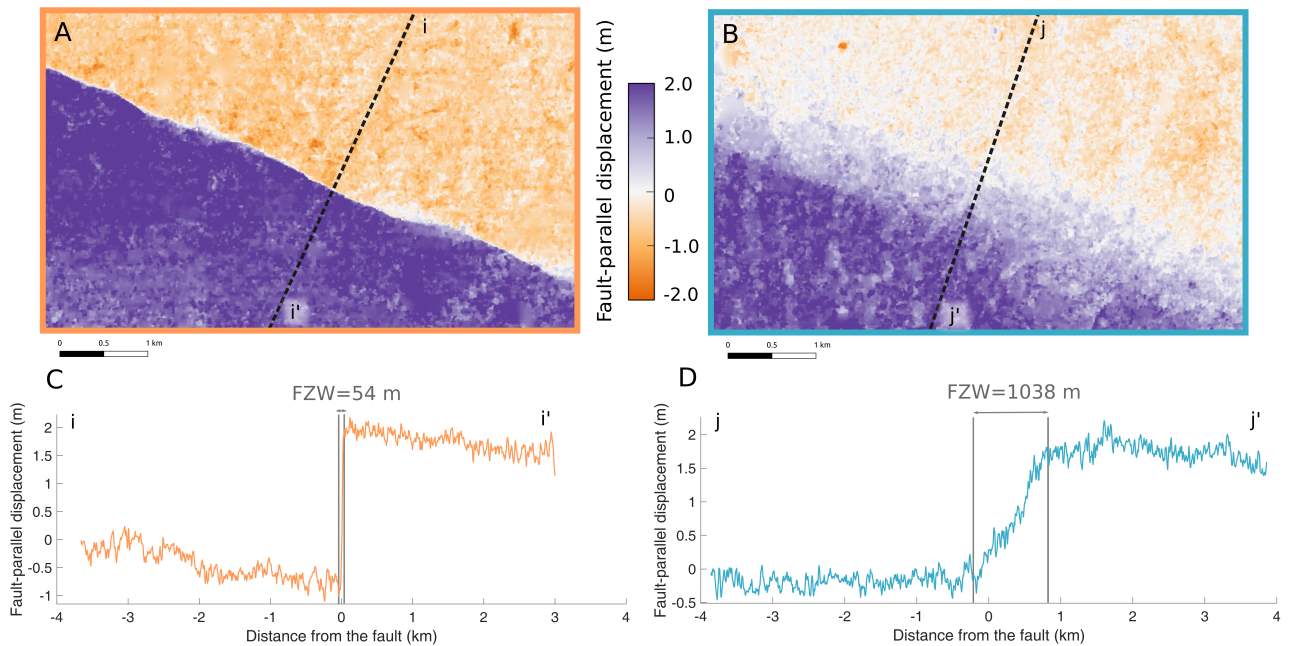 A
i
i'
0 0.5 1 km
Fault-parallel displacement (m)
2.0
1.0
0
-1.0
-2.0
B
j
j'
0 0.5 1 km
C
FZW=54 m
i
i'
Fault-parallel displacement (m)
2
1.5
1
0.5
0
-0.5
-1
-4 -3 -2 -1 0 1 2 3 4
Distance from the fault (km)
D
FZW=1038 m
j
j'
Fault-parallel displacement (m)
2
1.5
1
0.5
0
-0.5
-4 -3 -2 -1 0 1 2 3 4
Distance from the fault (km)